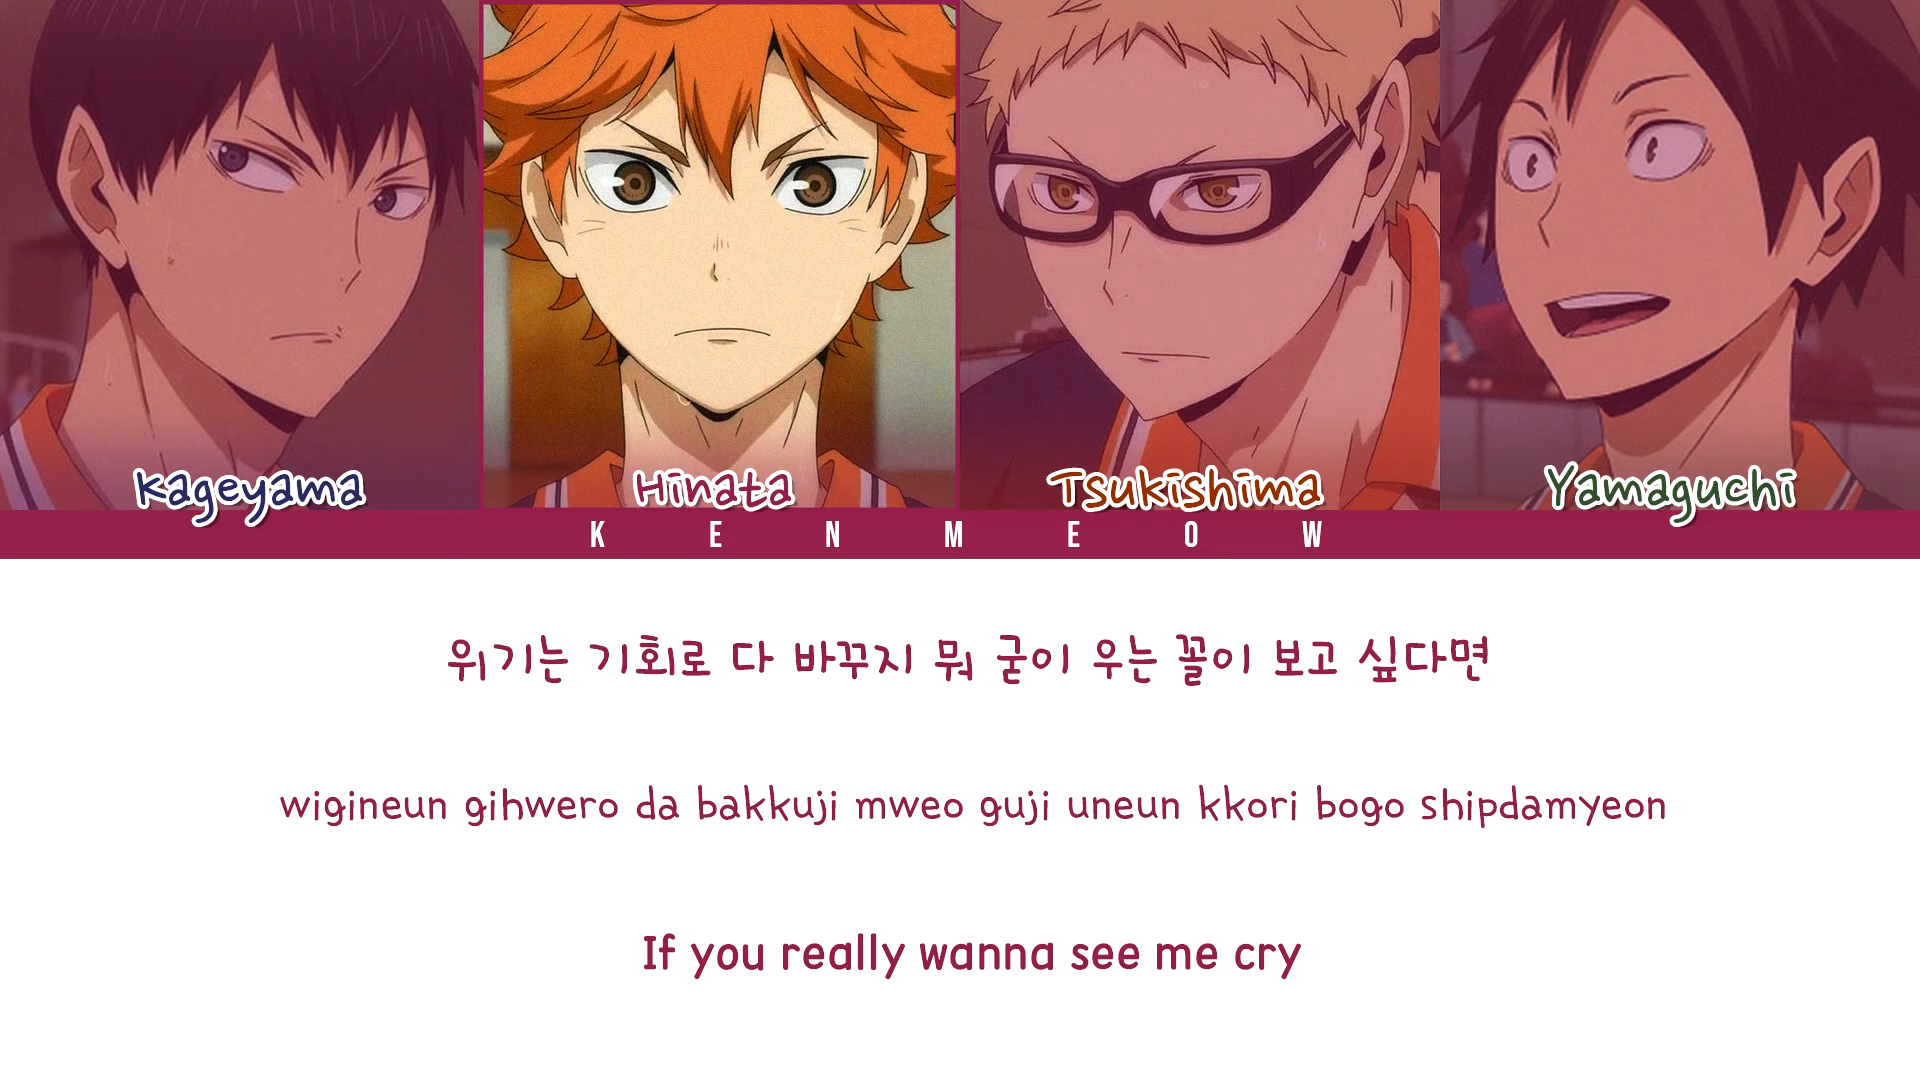 Kageyama Hinata Tsukishima Yamaguchi
K E N M E O W
위기는 기회로 다 바꾸지 뭐 굳이 우는 꼴이 보고 싶다면
wigineun gihwero da bakkuji mweo guji uneun kkori bogo shipdamyeon
If you really wanna see me cry